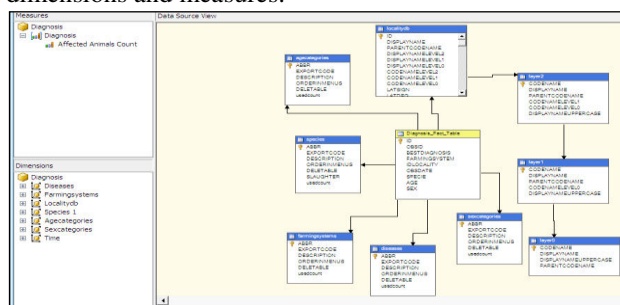 dimensions and measures.
Measures
Diagnosis
Diagnosis
Affected Animals Count
Dimensions
Diagnosis
Diseases
Farmingsystems
Localitydb
Species 1
Agecategories
Sexcategories
Time
Data Source View
localitydb
ID
DISPLAYNAME
PARENTCODENAME
DISPLAYNAMELEVEL2
DISPLAYNAMELEVEL1
DISPLAYNAMELEVEL0
CODENAMELEVEL2
CODENAMELEVEL1
CODENAMELEVEL0
LATSIGN
agecategories
ABBR
EXPORTCODE
DESCRIPTION
ORDERINMENUS
DELETABLE
usedcount
layer2
CODENAME
DISPLAYNAME
PARENTCODENAME
CODENAMELEVEL1
CODENAMELEVEL0
DISPLAYNAMEUPPERCASE
species
ABBR
EXPORTCODE
DESCRIPTION
ORDERINMENUS
DELETABLE
SLAUGHTER
usedcount
Diagnosis_Fact_Table
ID
OBSID
BESTDIAGNOSIS
FARMINGSYSTEM
IDLOCALITY
OBSDATE
SPECIE
AGE
SEX
layer1
CODENAME
DISPLAYNAME
PARENTCODENAME
CODENAMELEVEL0
DISPLAYNAMEUPPERCASE
farmingsystems
ABBR
EXPORTCODE
DESCRIPTION
ORDERINMENUS
DELETABLE
usedcount
diseases
ABBR
EXPORTCODE
DESCRIPTION
ORDERINMENUS
DELETABLE
usedcount
sexcategories
ABBR
EXPORTCODE
DESCRIPTION
ORDERINMENUS
DELETABLE
usedcount
layer0
CODENAME
DISPLAYNAME
DISPLAYNAMEUPPERCASE
PARENTCODENAME